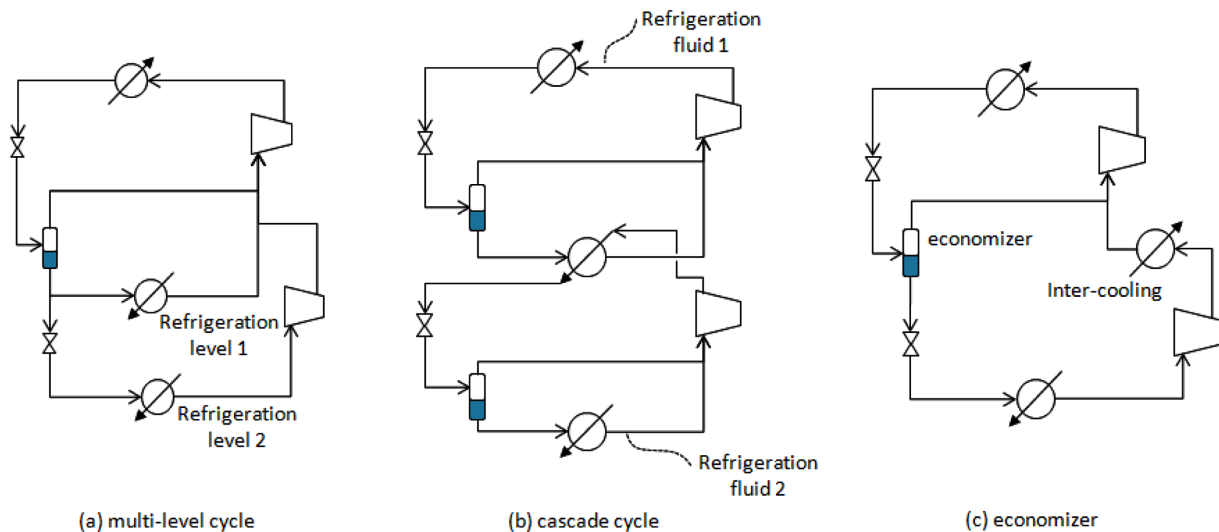 Refrigeration
fluid 1
economizer
Inter-cooling
Refrigeration
level 1
Refrigeration
level 2
Refrigeration
fluid 2
(a) multi-level cycle
(b) cascade cycle
(c) economizer